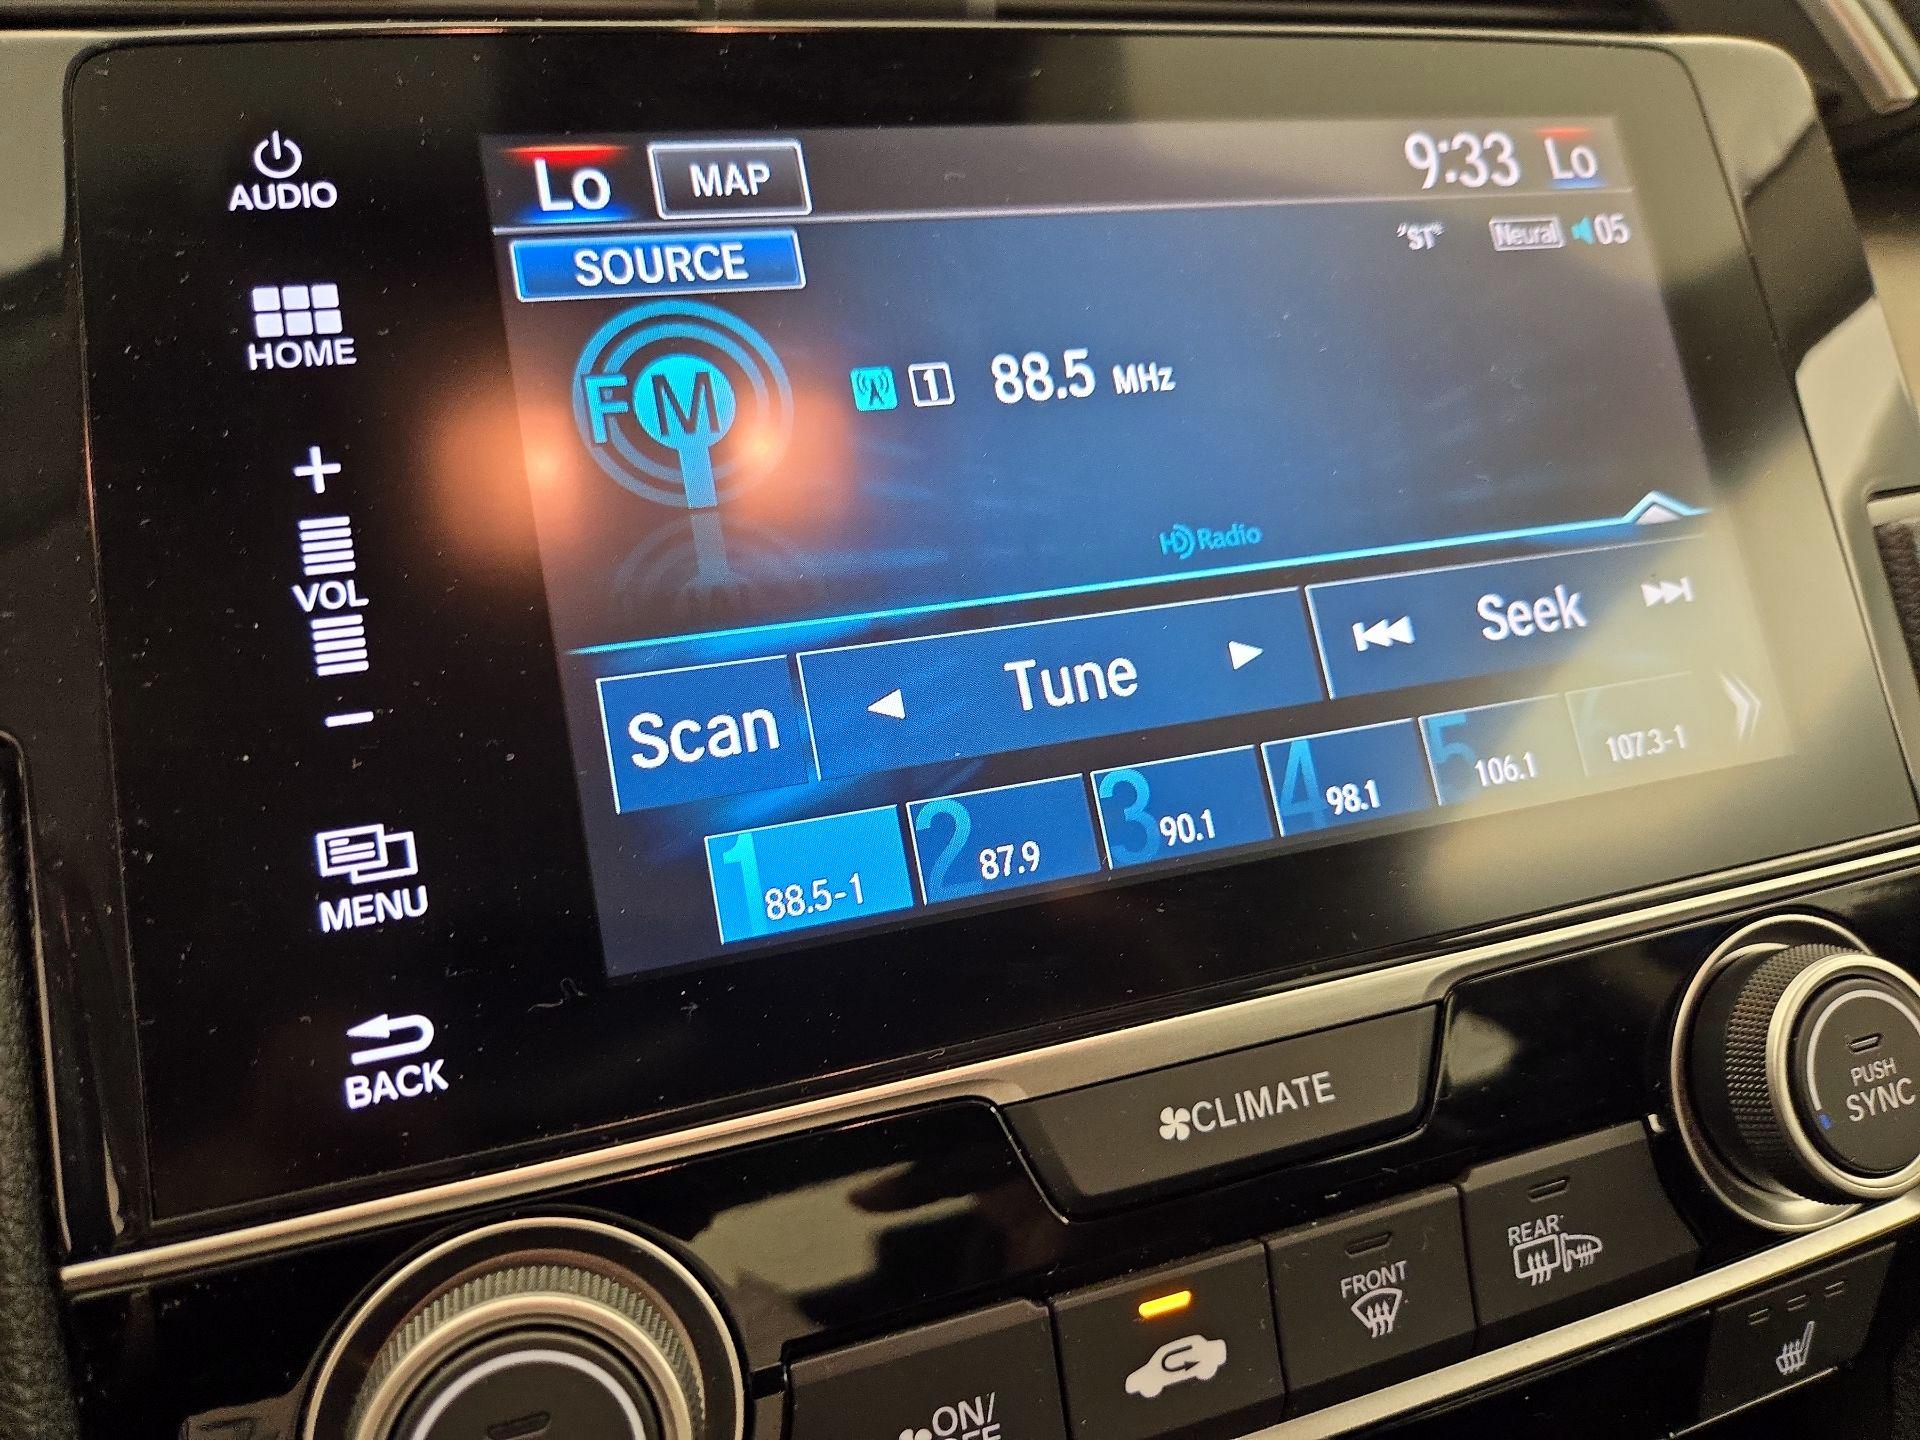 AUDIO
Lo MAP 9:33 Lo
SOURCE "ST" Neural 05
HOME
FM 1 88.5 MHz
HD Radio
+
VOL
-
Scan Tune Seek
1 88.5-1 2 87.9 3 90.1 4 98.1 5 106.1 6 107.3-1
MENU
BACK
CLIMATE
PUSH
SYNC
REAR
FRONT
ON/
OFF